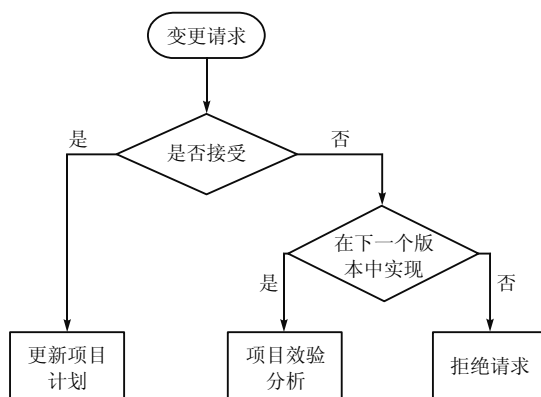 变更请求
是
是否接受
否
在下一个版
本中实现
是
否
更新项目
计划
项目效验
分析
拒绝请求